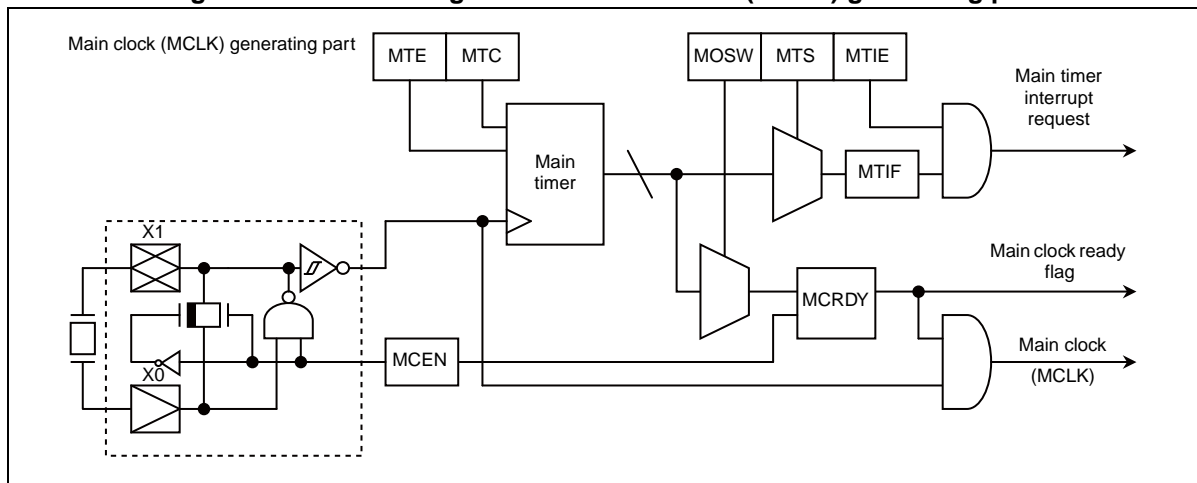 Main clock (MCLK) generating part
MTE
MTC
MOSW
MTS
MTIE
Main timer
interrupt
request
Main
timer
MTIF
X1
Main clock ready
flag
MCRDY
MCEN
X0
Main clock
(MCLK)